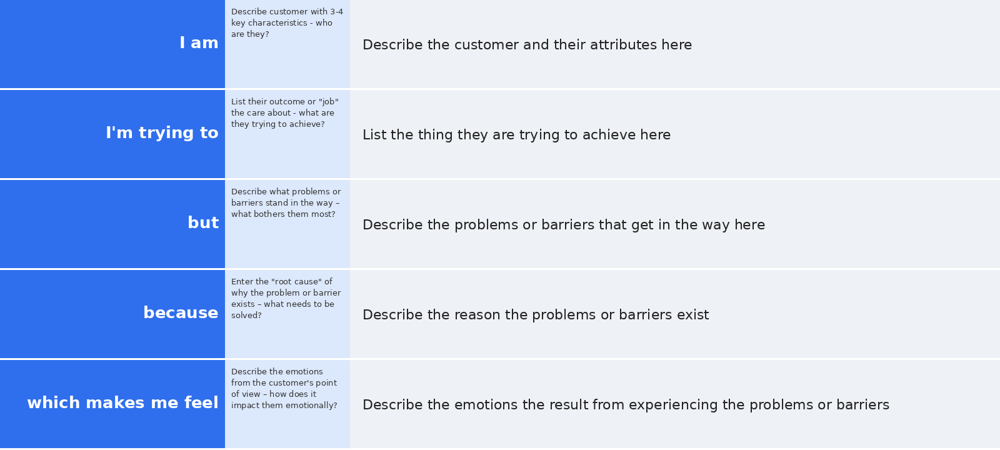 I am
Describe customer with 3-4
key characteristics - who
are they?
Describe the customer and their attributes here
I'm trying to
List their outcome or "job"
the care about - what are
they trying to achieve?
List the thing they are trying to achieve here
but
Describe what problems or
barriers stand in the way –
what bothers them most?
Describe the problems or barriers that get in the way here
because
Enter the "root cause" of
why the problem or barrier
exists – what needs to be
solved?
Describe the reason the problems or barriers exist
which makes me feel
Describe the emotions
from the customer's point
of view – how does it
impact them emotionally?
Describe the emotions the result from experiencing the problems or barriers